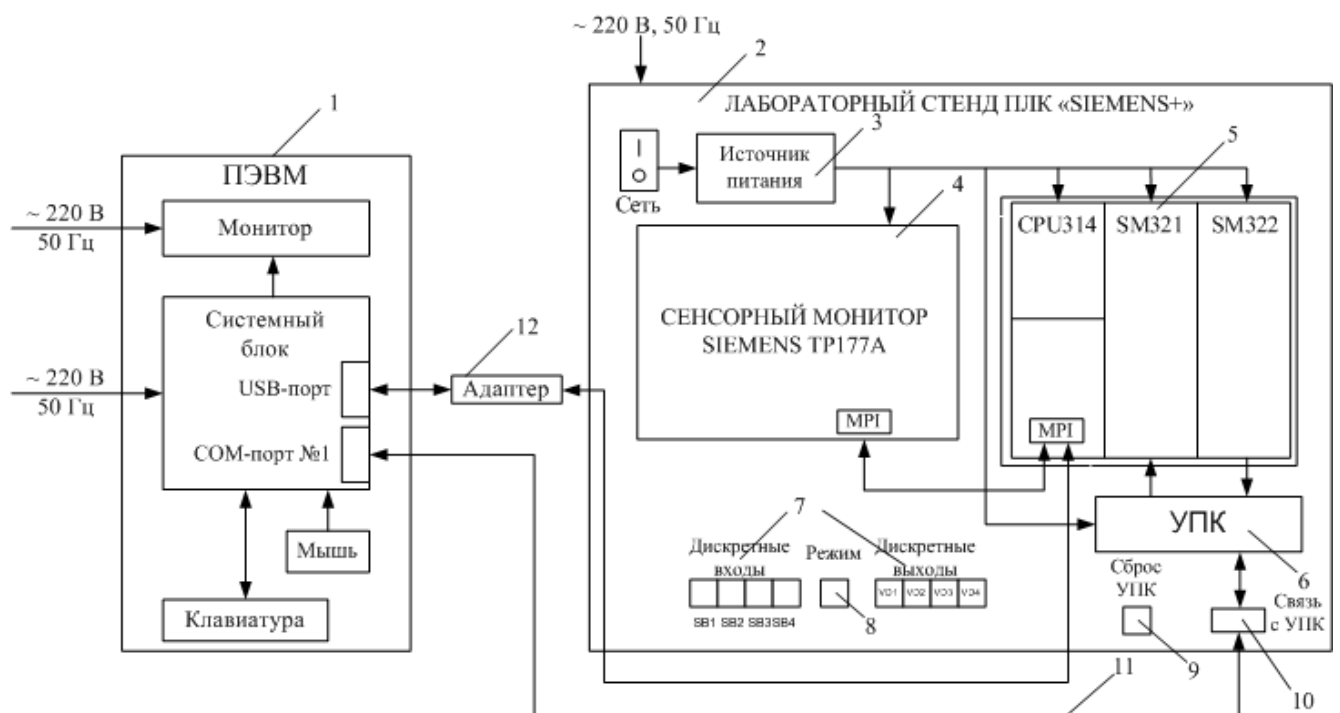 ~ 220 В, 50 Гц
2
ЛАБОРАТОРНЫЙ СТЕНД ПЛК «SIEMENS+»
1
3
5
ПЭВМ
Источник
питания
4
Сеть
CPU314
SM321
SM322
~ 220 В
50 Гц
Монитор
Системный
блок
12
СЕНСОРНЫЙ МОНИТОР
SIEMENS TP177A
USB-порт
Адаптер
~ 220 В
50 Гц
MPI
MPI
COM-порт №1
7
УПК
Мышь
Дискретные
входы
Режим
Дискретные
выходы
Сброс
УПК
6
Связь
с УПК
VD1 VD2 VD3 VD4
Клавиатура
SB1 SB2 SB3 SB4
8
9
10
11